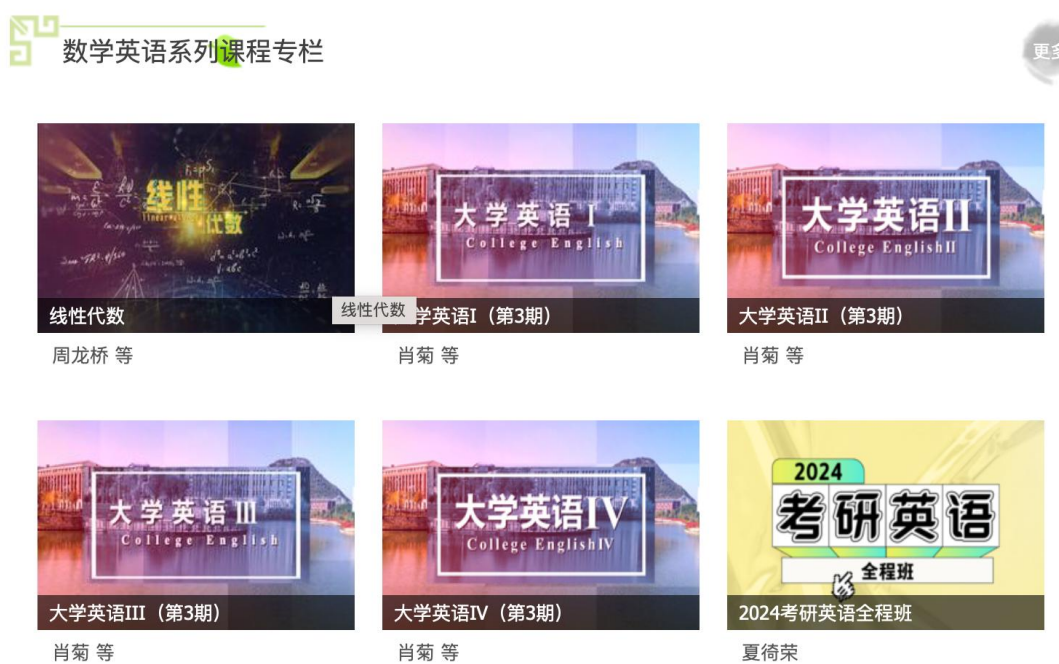 数学英语系列课程专栏
更多
线性
代数
线性代数
周龙桥 等
线性代数
大学英语 I
College English
学英语I（第3期）
肖菊 等
大学英语II
College EnglishII
大学英语II（第3期）
肖菊 等
大学英语 III
College English
大学英语III（第3期）
肖菊 等
大学英语IV
College EnglishIV
大学英语IV（第3期）
肖菊 等
2024
考研英语
全程班
2024考研英语全程班
夏徛荣